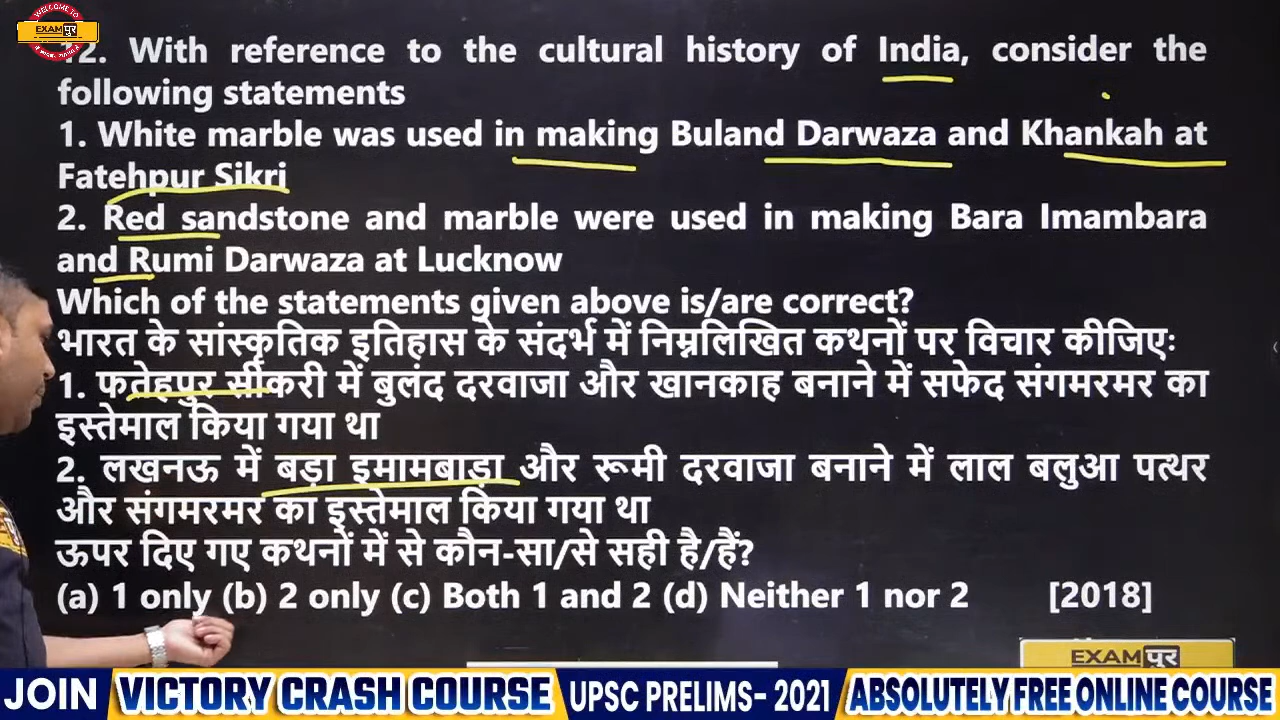 WELCOME TO
EXAMपुर
12. With reference to the cultural history of India, consider the
following statements
1. White marble was used in making Buland Darwaza and Khankah at
Fatehpur Sikri
2. Red sandstone and marble were used in making Bara Imambara
and Rumi Darwaza at Lucknow
Which of the statements given above is/are correct?
भारत के सांस्कृतिक इतिहास के संदर्भ में निम्नलिखित कथनों पर विचार कीजिएः
1. फतेहपुर सीकरी में बुलंद दरवाजा और खानकाह बनाने में सफेद संगमरमर का
इस्तेमाल किया गया था
2. लखनऊ में बड़ा इमामबाड़ा और रूमी दरवाजा बनाने में लाल बलुआ पत्थर
और संगमरमर का इस्तेमाल किया गया था
ऊपर दिए गए कथनों में से कौन-सा/से सही है/हैं?
(a) 1 only (b) 2 only (c) Both 1 and 2 (d) Neither 1 nor 2 [2018]
EXAMपुर
JOIN VICTORY CRASH COURSE UPSC PRELIMS- 2021 ABSOLUTELY FREE ONLINE COURSE